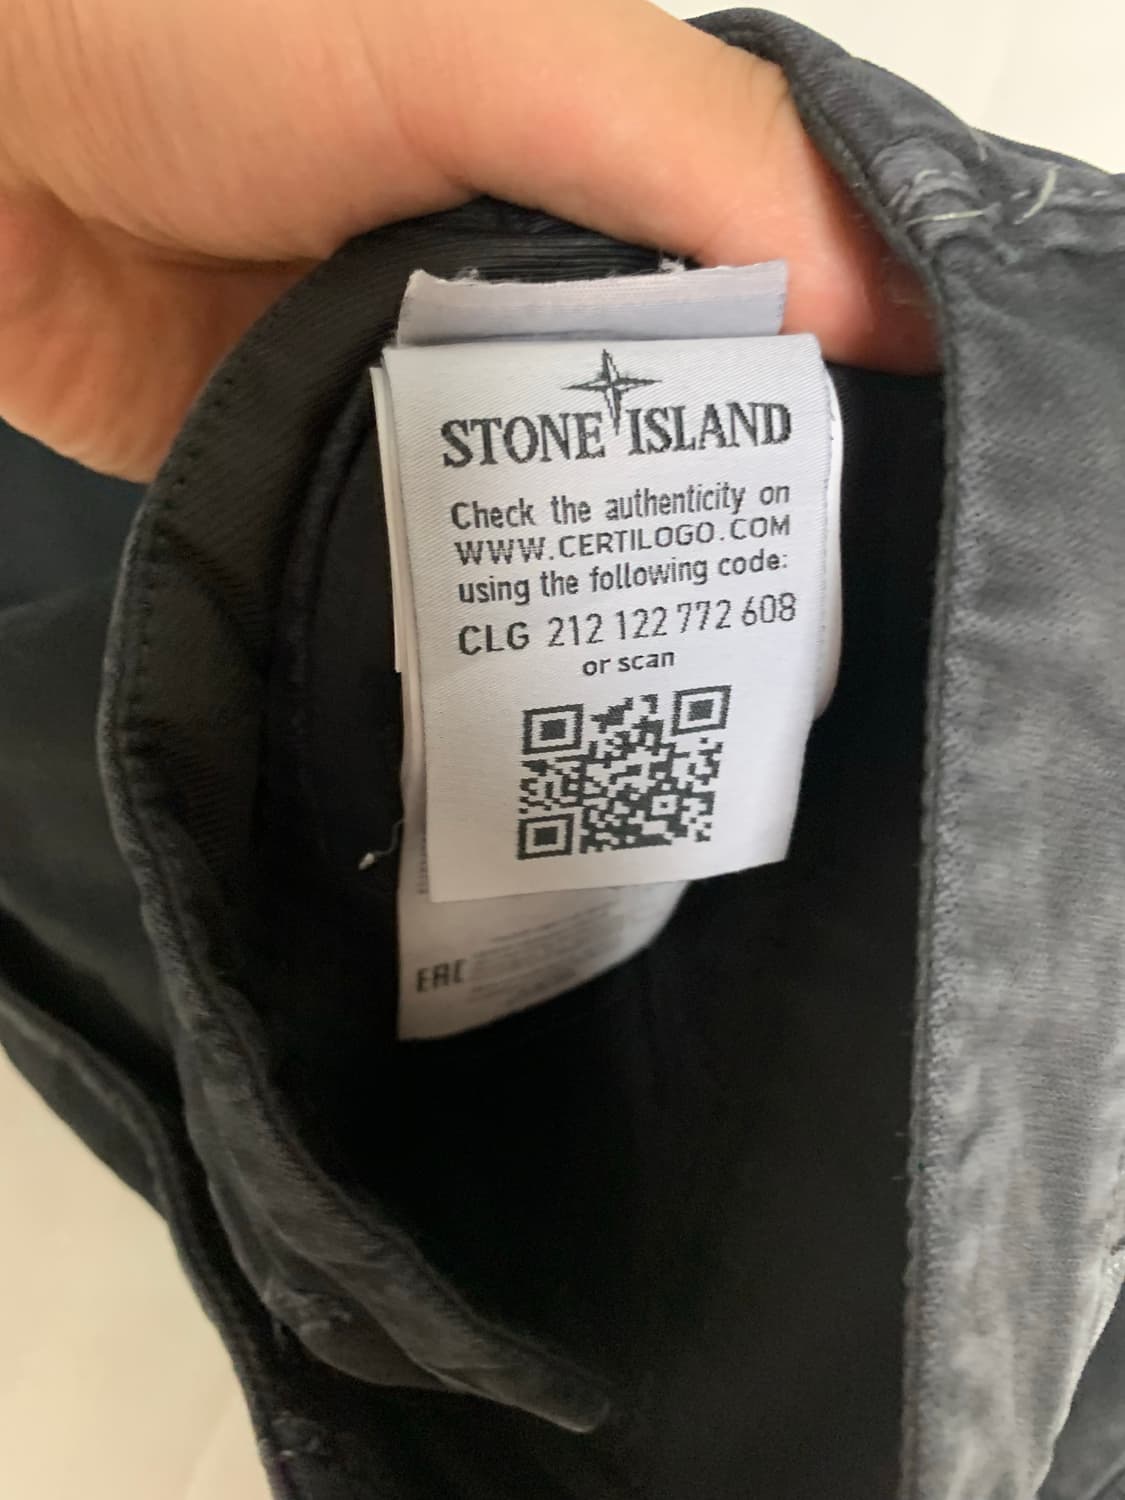 STONE ISLAND
Check the authenticity on
WWW.CERTILOGO.COM
using the following code:
CLG 212 122 772 608
or scan
EAC